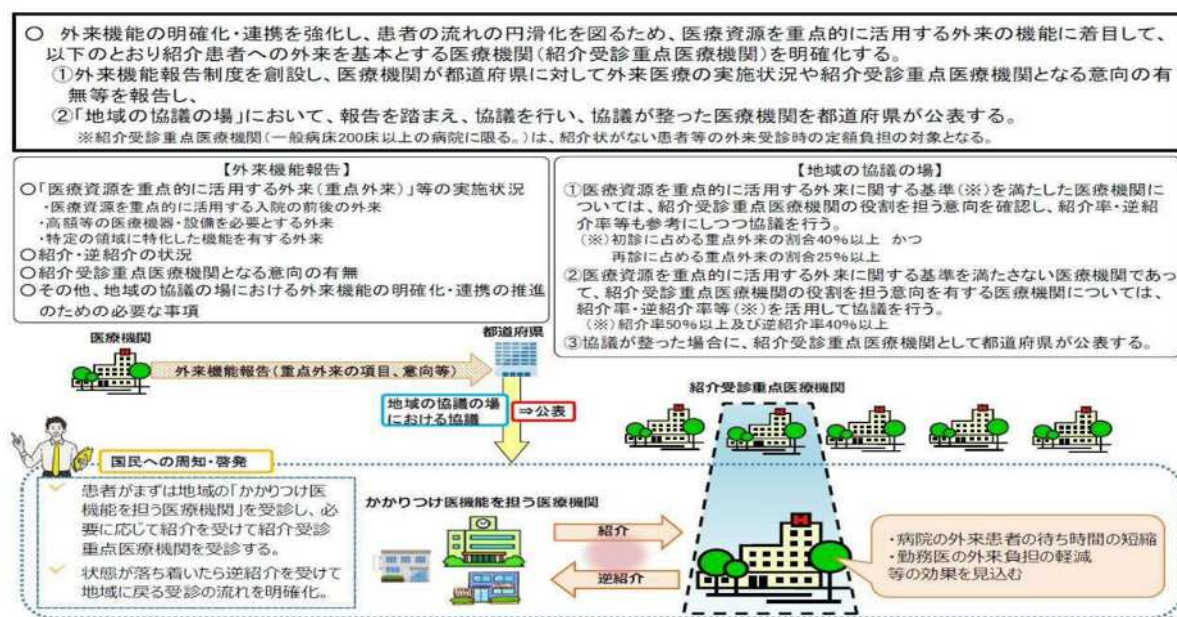 ○ 外来機能の明確化・連携を強化し、患者の流れの円滑化を図るため、医療資源を重点的に活用する外来の機能に着目して、
以下のとおり紹介患者への外来を基本とする医療機関(紹介受診重点医療機関)を明確化する。
①外来機能報告制度を創設し、医療機関が都道府県に対して外来医療の実施状況や紹介受診重点医療機関となる意向の有
無等を報告し、
②「地域の協議の場」において、報告を踏まえ、協議を行い、協議が整った医療機関を都道府県が公表する。
※紹介受診重点医療機関(一般病床200床以上の病院に限る。)は、紹介状がない患者等の外来受診時の定額負担の対象となる。
【外来機能報告】
○「医療資源を重点的に活用する外来(重点外来)」等の実施状況
・医療資源を重点的に活用する入院の前後の外来
・高額等の医療機器・設備を必要とする外来
・特定の領域に特化した機能を有する外来
○紹介・逆紹介の状況
○紹介受診重点医療機関となる意向の有無
○その他、地域の協議の場における外来機能の明確化・連携の推進
のための必要な事項
【地域の協議の場】
①医療資源を重点的に活用する外来に関する基準(※)を満たした医療機関に
ついては、紹介受診重点医療機関の役割を担う意向を確認し、紹介率・逆紹
介率等も参考にしつつ協議を行う。
(※)初診に占める重点外来の割合40%以上 かつ
再診に占める重点外来の割合25%以上
②医療資源を重点的に活用する外来に関する基準を満たさない医療機関であ
って、紹介受診重点医療機関の役割を担う意向を有する医療機関については、
紹介率・逆紹介率等(※)を活用して協議を行う。
(※)紹介率50%以上及び逆紹介率40%以上
③協議が整った場合に、紹介受診重点医療機関として都道府県が公表する。
医療機関
都道府県
外来機能報告(重点外来の項目、意向等)
地域の協議の場
における協議
⇒公表
紹介受診重点医療機関
国民への周知・啓発
✓ 患者がまずは地域の「かかりつけ医
機能を担う医療機関」を受診し、必
要に応じて紹介を受けて紹介受診
重点医療機関を受診する。
✓ 状態が落ち着いたら逆紹介を受けて
地域に戻る受診の流れを明確化。
かかりつけ医機能を担う医療機関
紹介
逆紹介
・病院の外来患者の待ち時間の短縮
・勤務医の外来負担の軽減
等の効果を見込む